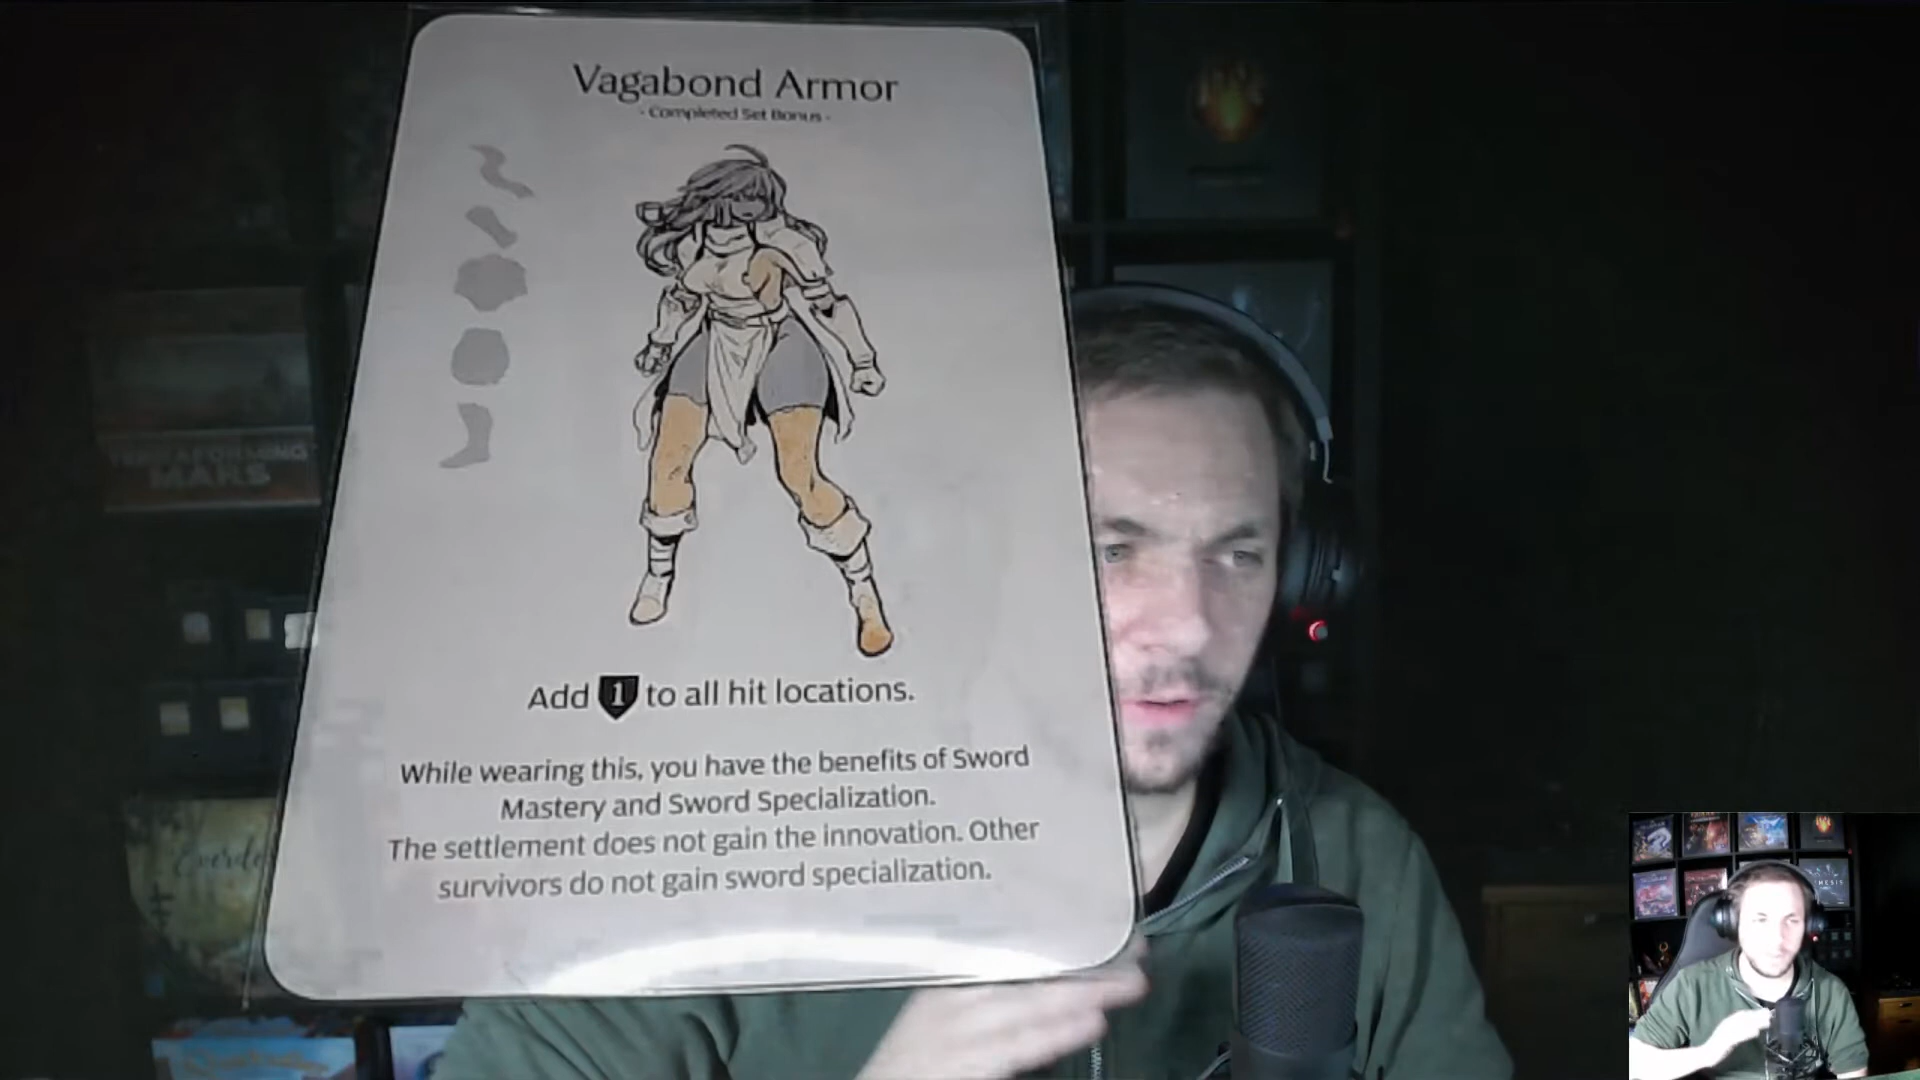 Vagabond Armor
- Completed Set Bonus -
Add 1 to all hit locations.
While wearing this, you have the benefits of Sword
Mastery and Sword Specialization.
The settlement does not gain the innovation. Other
survivors do not gain sword specialization.
TERRAFORMING
MARS